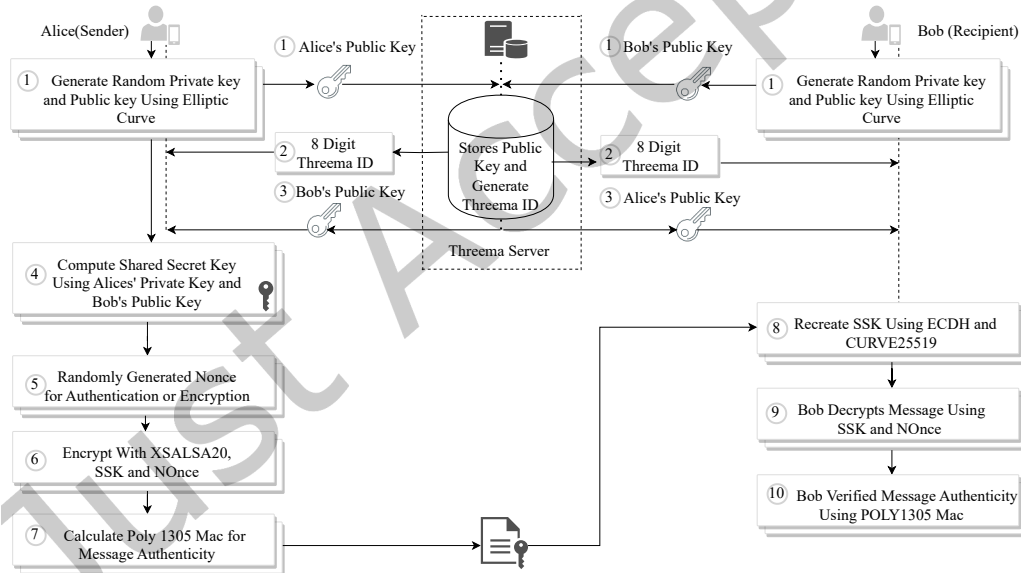 Alice(Sender)
Bob (Recipient)
1 Alice's Public Key
1 Bob's Public Key
1 Generate Random Private key
and Public key Using Elliptic
Curve
1 Generate Random Private key
and Public key Using Elliptic
Curve
2 8 Digit
Threema ID
Stores Public
Key and
Generate
Threema ID
2 8 Digit
Threema ID
3 Bob's Public Key
3 Alice's Public Key
Threema Server
4 Compute Shared Secret Key
Using Alices' Private Key and
Bob's Public Key
5 Randomly Generated Nonce
for Authentication or Encryption
6 Encrypt With XSALSA20,
SSK and NOnce
7 Calculate Poly 1305 Mac for
Message Authenticity
8 Recreate SSK Using ECDH and
CURVE25519
9 Bob Decrypts Message Using
SSK and NOnce
10 Bob Verified Message Authenticity
Using POLY1305 Mac
Just Accep